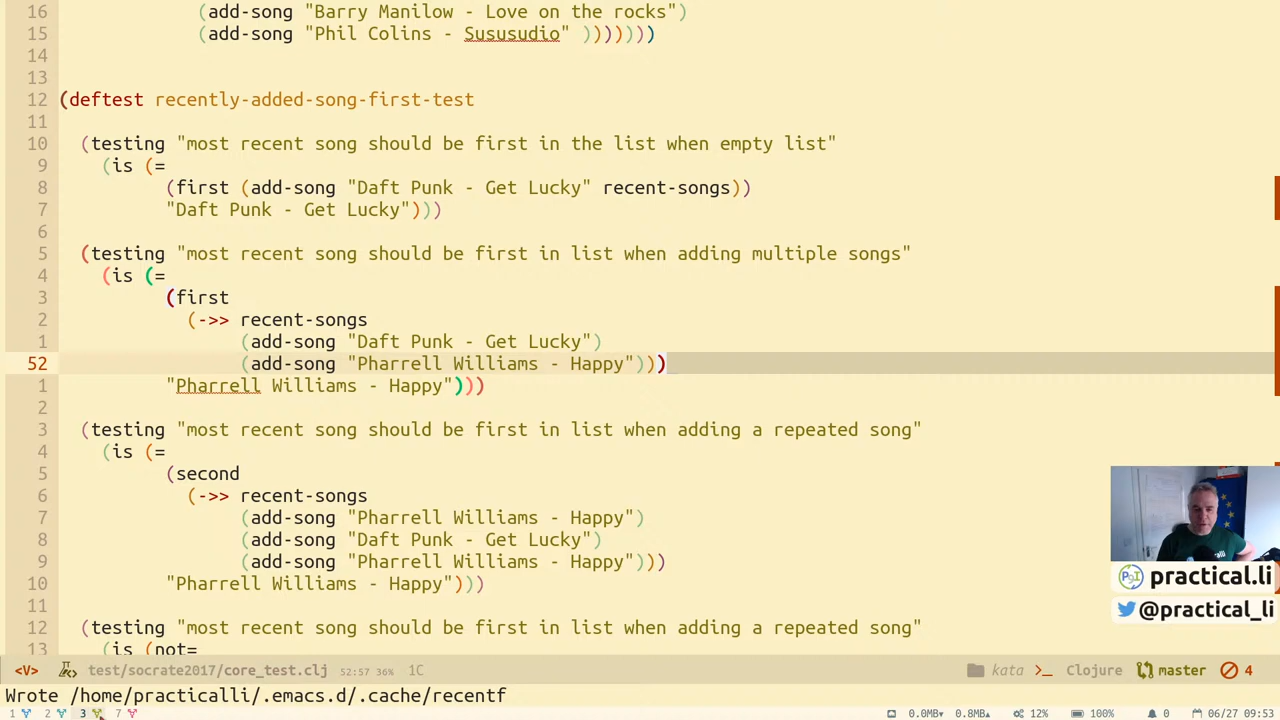 16 (add-song "Barry Manilow - Love on the rocks")
15 (add-song "Phil Colins - Sususudio" )))))))
14
13
12 (deftest recently-added-song-first-test
11
10 (testing "most recent song should be first in the list when empty list"
9 (is (=
8 (first (add-song "Daft Punk - Get Lucky" recent-songs))
7 "Daft Punk - Get Lucky")))
6
5 (testing "most recent song should be first in list when adding multiple songs"
4 (is (=
3 (first
2 (->> recent-songs
1 (add-song "Daft Punk - Get Lucky")
52 (add-song "Pharrell Williams - Happy")))
1 "Pharrell Williams - Happy")))
2
3 (testing "most recent song should be first in list when adding a repeated song"
4 (is (=
5 (second
6 (->> recent-songs
7 (add-song "Pharrell Williams - Happy")
8 (add-song "Daft Punk - Get Lucky")
9 (add-song "Pharrell Williams - Happy")))
10 "Pharrell Williams - Happy")))
11
12 (testing "most recent song should be first in list when adding a repeated song"
13 (is (not=
practical.li
@practical_li
<V> test/socrate2017/core_test.clj 52:57 36% 1C kata Clojure master 4
Wrote /home/practicalli/.emacs.d/.cache/recentf
1 2 3 7 0.0MB 0.8MB 12% 100% 0 06/27 09:53